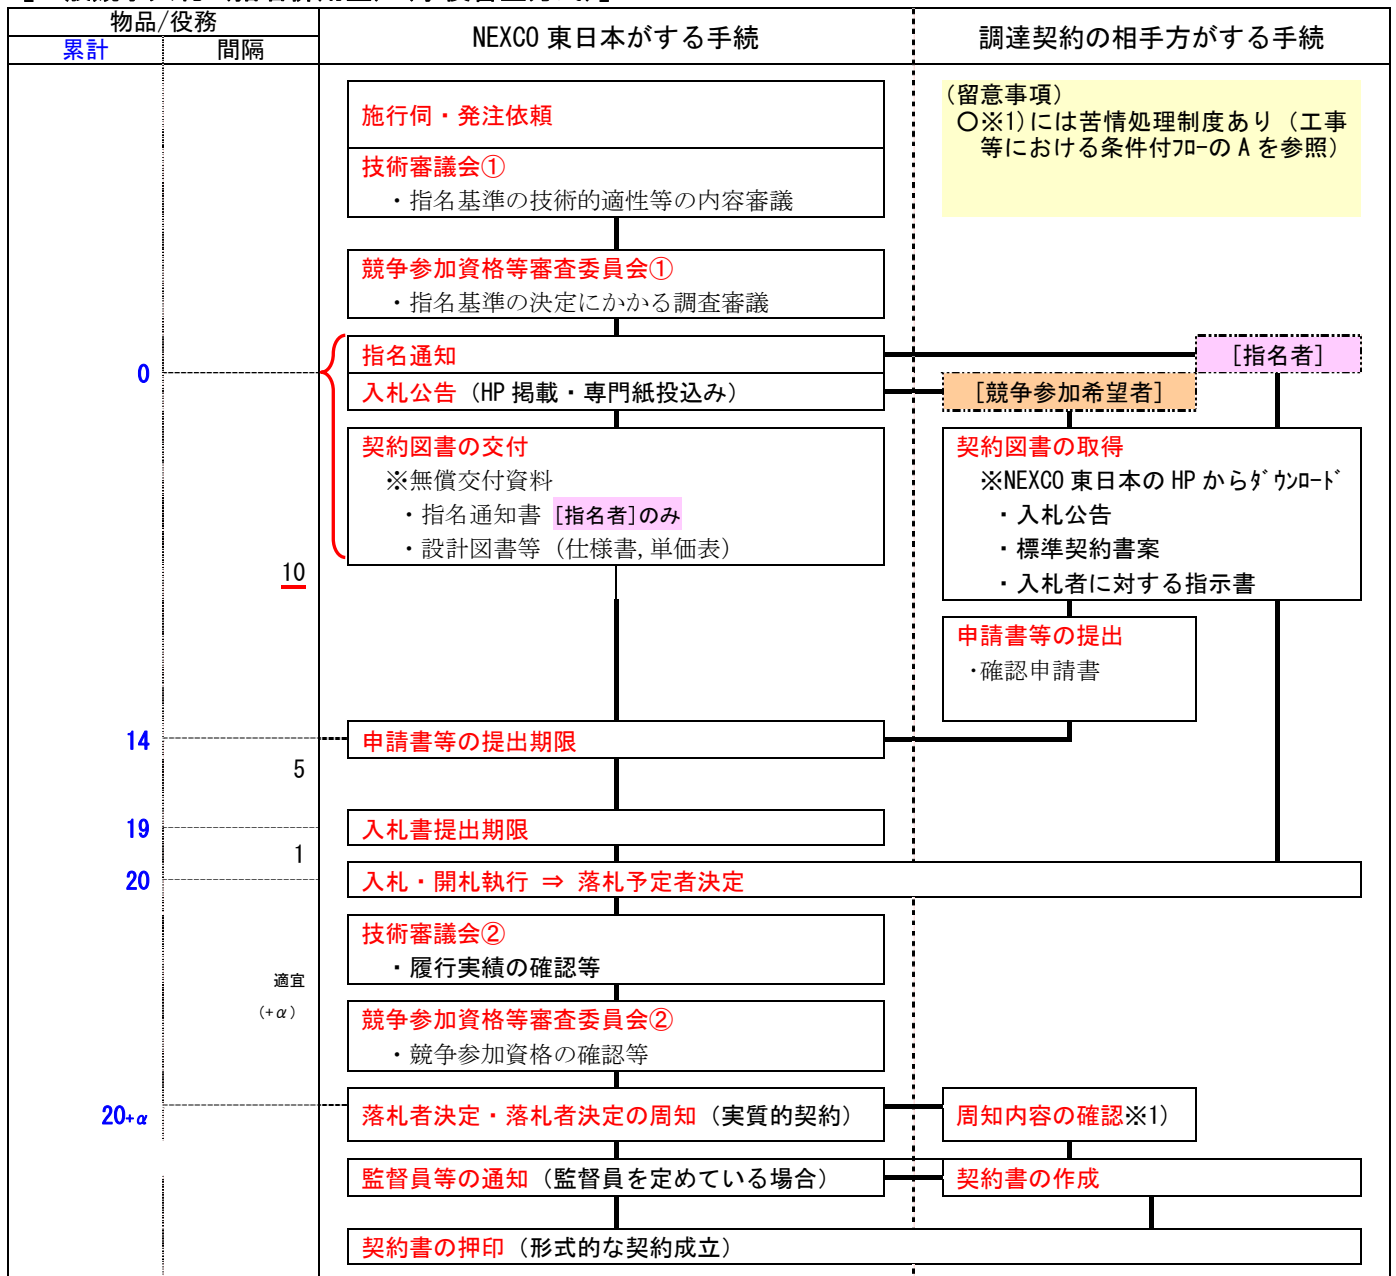 物品/役務
累計
間隔
NEXCO 東日本がする手続
調達契約の相手方がする手続
施行伺・発注依頼
(留意事項)
〇※1)には苦情処理制度あり（工事
等における条件付ﾌﾛｰの A を参照）
技術審議会①
・指名基準の技術的適性等の内容審議
競争参加資格等審査委員会①
・指名基準の決定にかかる調査審議
指名通知
[指名者]
0
入札公告（HP 掲載・専門紙投込み）
[競争参加希望者]
契約図書の交付
※無償交付資料
・指名通知書 [指名者]のみ
・設計図書等（仕様書,単価表）
契約図書の取得
※NEXCO 東日本の HP からﾀﾞｳﾝﾛｰﾄﾞ
・入札公告
・標準契約書案
・入札者に対する指示書
10
申請書等の提出
・確認申請書
14
申請書等の提出期限
5
19
入札書提出期限
1
20
入札・開札執行 ⇒ 落札予定者決定
技術審議会②
・履行実績の確認等
適宜
(+α)
競争参加資格等審査委員会②
・競争参加資格の確認等
20+α
落札者決定・落札者決定の周知（実質的契約）
周知内容の確認※1)
監督員等の通知（監督員を定めている場合）
契約書の作成
契約書の押印（形式的な契約成立）